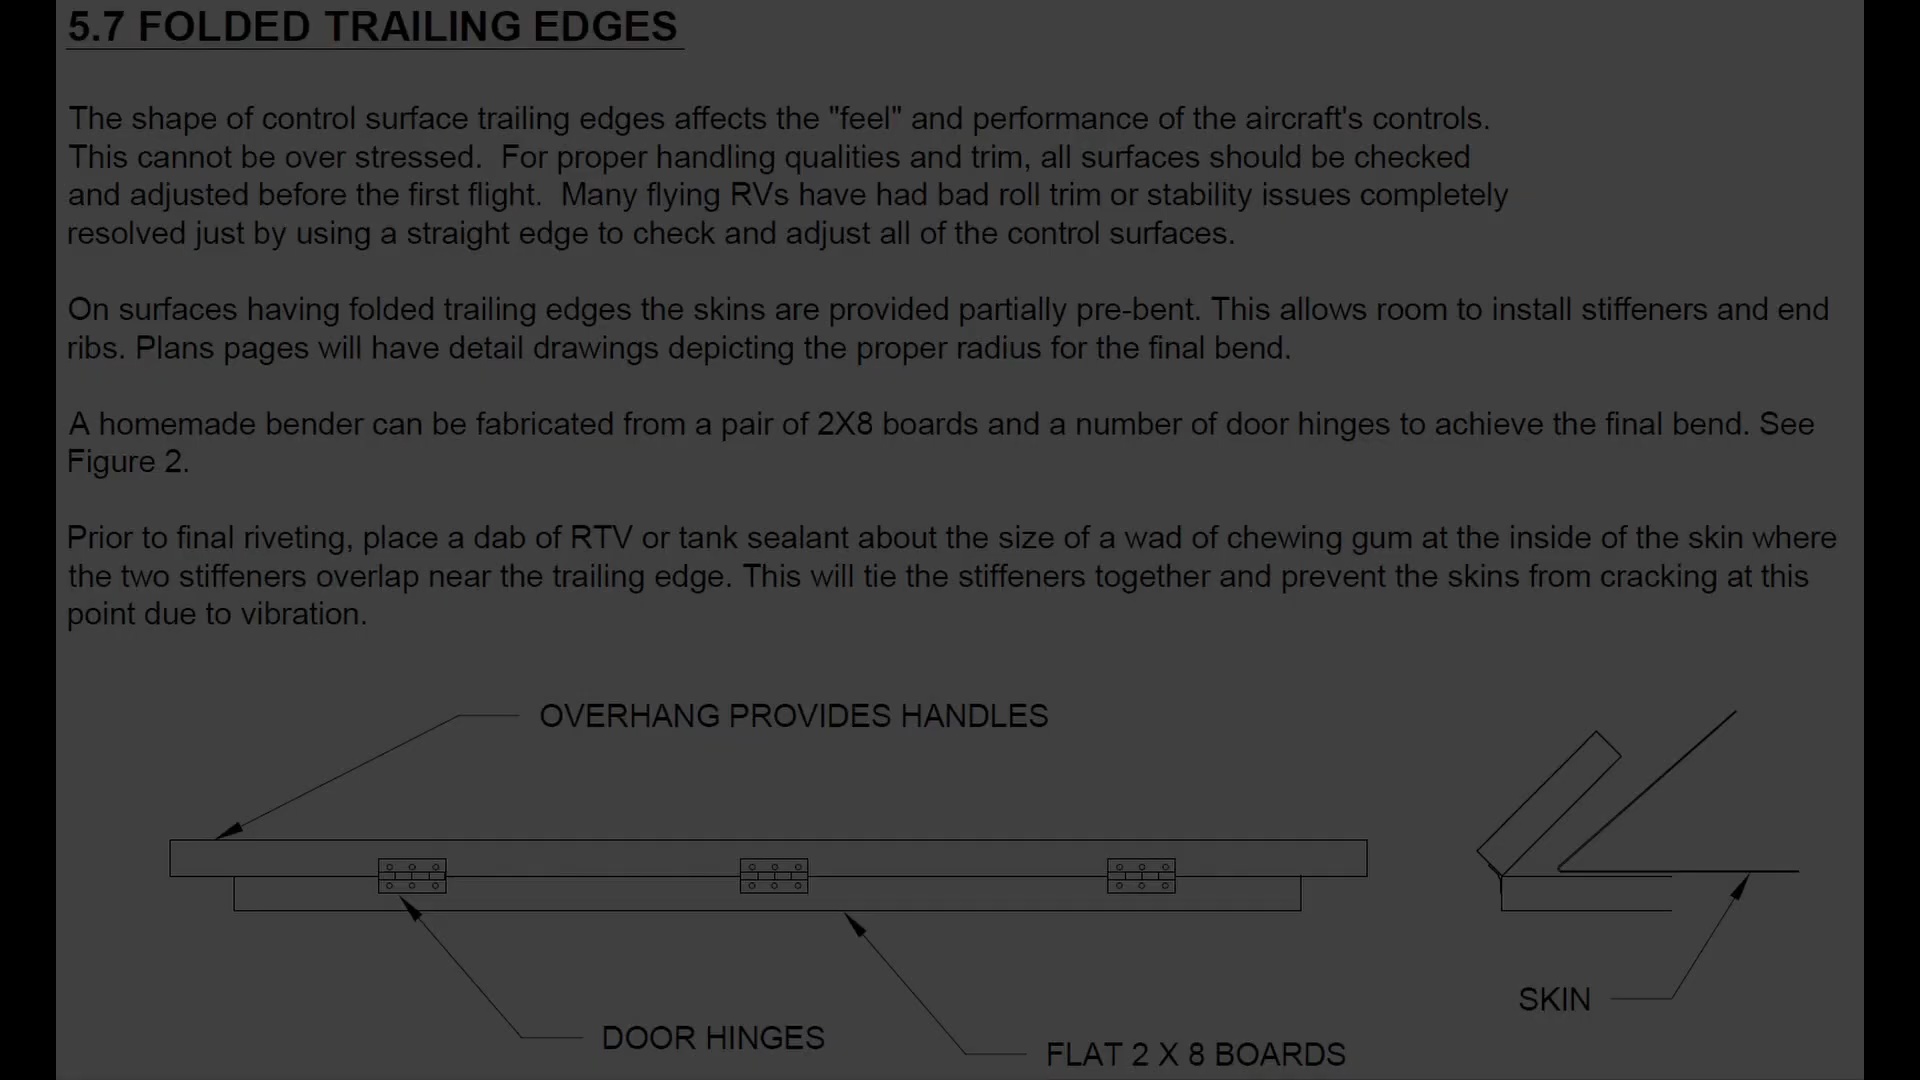 5.7 FOLDED TRAILING EDGES
The shape of control surface trailing edges affects the "feel" and performance of the aircraft's controls.
This cannot be over stressed.  For proper handling qualities and trim, all surfaces should be checked
and adjusted before the first flight.  Many flying RVs have had bad roll trim or stability issues completely
resolved just by using a straight edge to check and adjust all of the control surfaces.
On surfaces having folded trailing edges the skins are provided partially pre-bent. This allows room to install stiffeners and end
ribs. Plans pages will have detail drawings depicting the proper radius for the final bend.
A homemade bender can be fabricated from a pair of 2X8 boards and a number of door hinges to achieve the final bend. See
Figure 2.
Prior to final riveting, place a dab of RTV or tank sealant about the size of a wad of chewing gum at the inside of the skin where
the two stiffeners overlap near the trailing edge. This will tie the stiffeners together and prevent the skins from cracking at this
point due to vibration.
OVERHANG PROVIDES HANDLES
SKIN
DOOR HINGES
FLAT 2 X 8 BOARDS